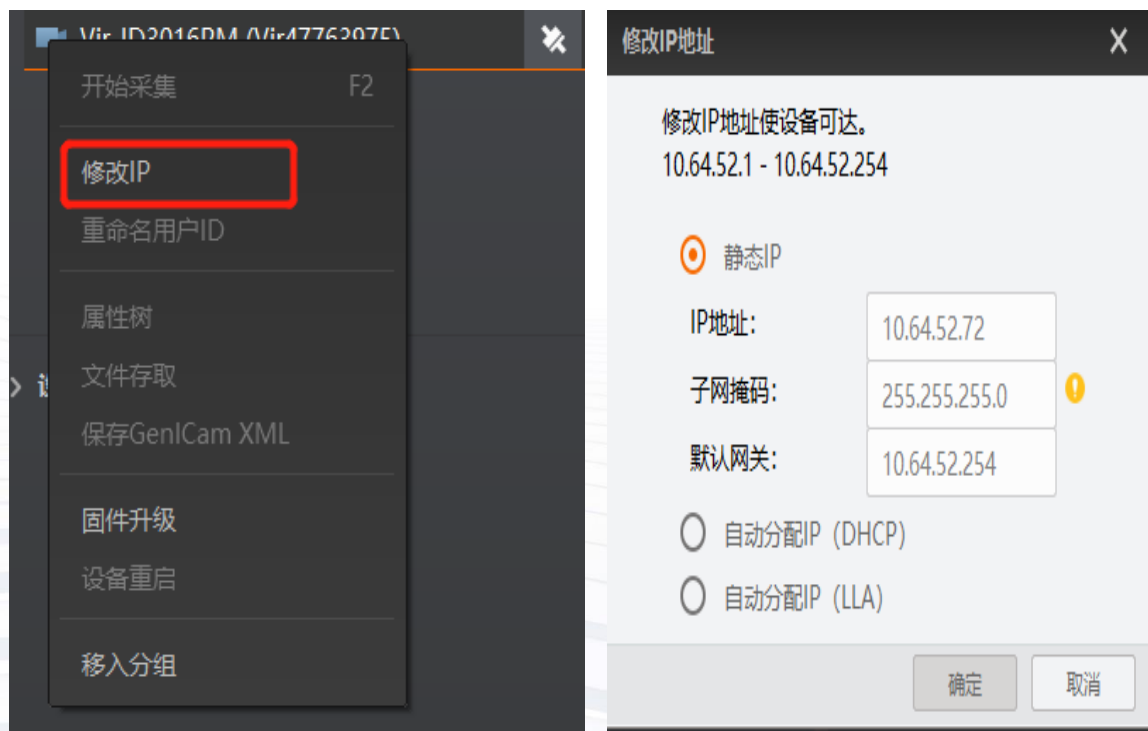 开始采集 F2
修改IP
重命名用户ID
属性树
文件存取
保存GenICam XML
固件升级
设备重启
移入分组
修改IP地址
修改IP地址使设备可达。
10.64.52.1 - 10.64.52.254
静态IP
IP地址： 10.64.52.72
子网掩码： 255.255.255.0
默认网关： 10.64.52.254
自动分配IP（DHCP）
自动分配IP（LLA）
确定 取消